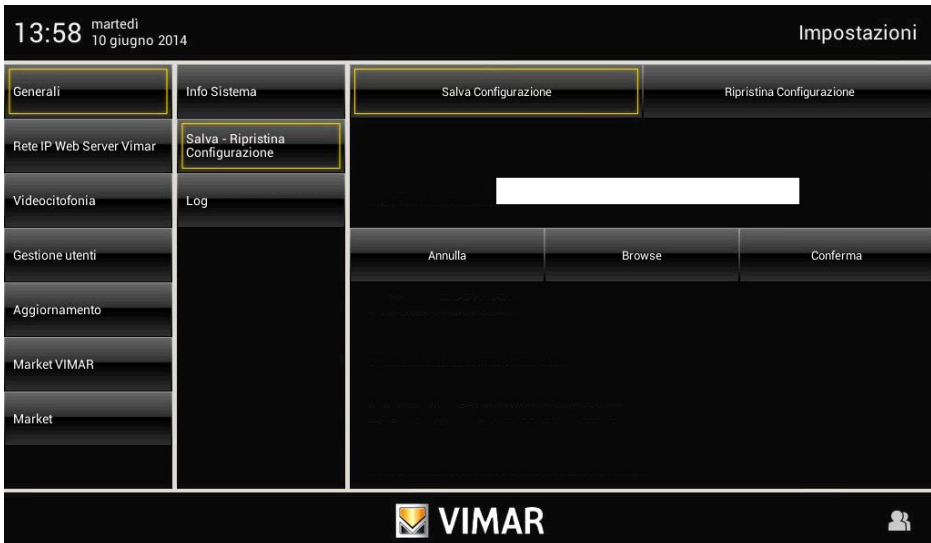 13:58 martedì
10 giugno 2014
Impostazioni
Generali
Info Sistema
Salva Configurazione
Ripristina Configurazione
Rete IP Web Server Vimar
Salva - Ripristina
Configurazione
Videocitofonia
Log
Gestione utenti
Annulla
Browse
Conferma
Aggiornamento
Market VIMAR
Market
VIMAR